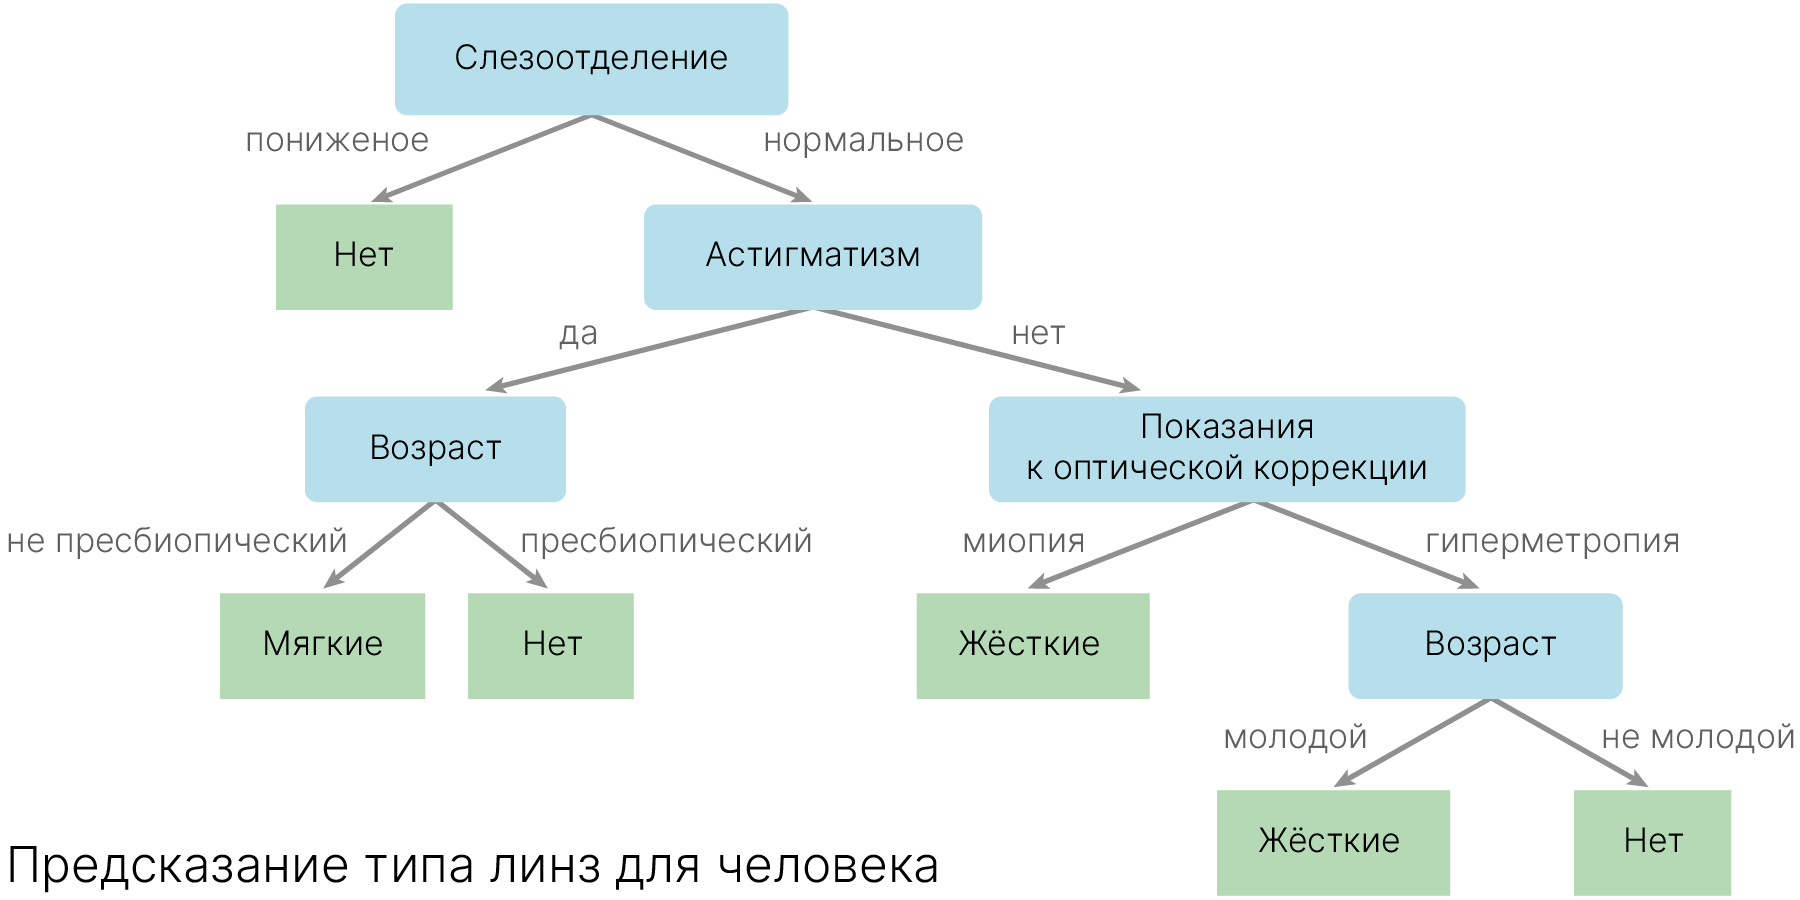 Слезоотделение
пониженое
нормальное
Нет
Астигматизм
да
нет
Возраст
Показания
к оптической коррекции
не пресбиопический
пресбиопический
миопия
гиперметропия
Мягкие
Нет
Жёсткие
Возраст
молодой
не молодой
Жёсткие
Нет
Предсказание типа линз для человека